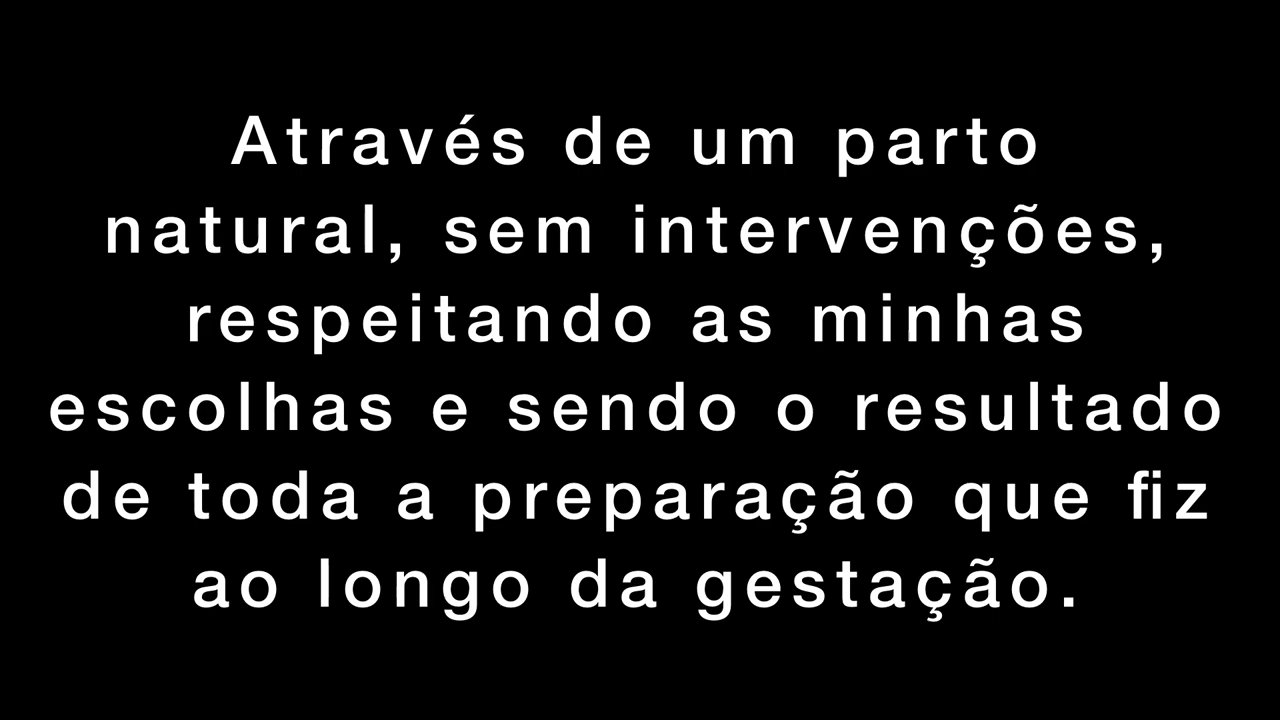 Através de um parto
natural, sem intervenções,
respeitando as minhas
escolhas e sendo o resultado
de toda a preparação que fiz
ao longo da gestação.